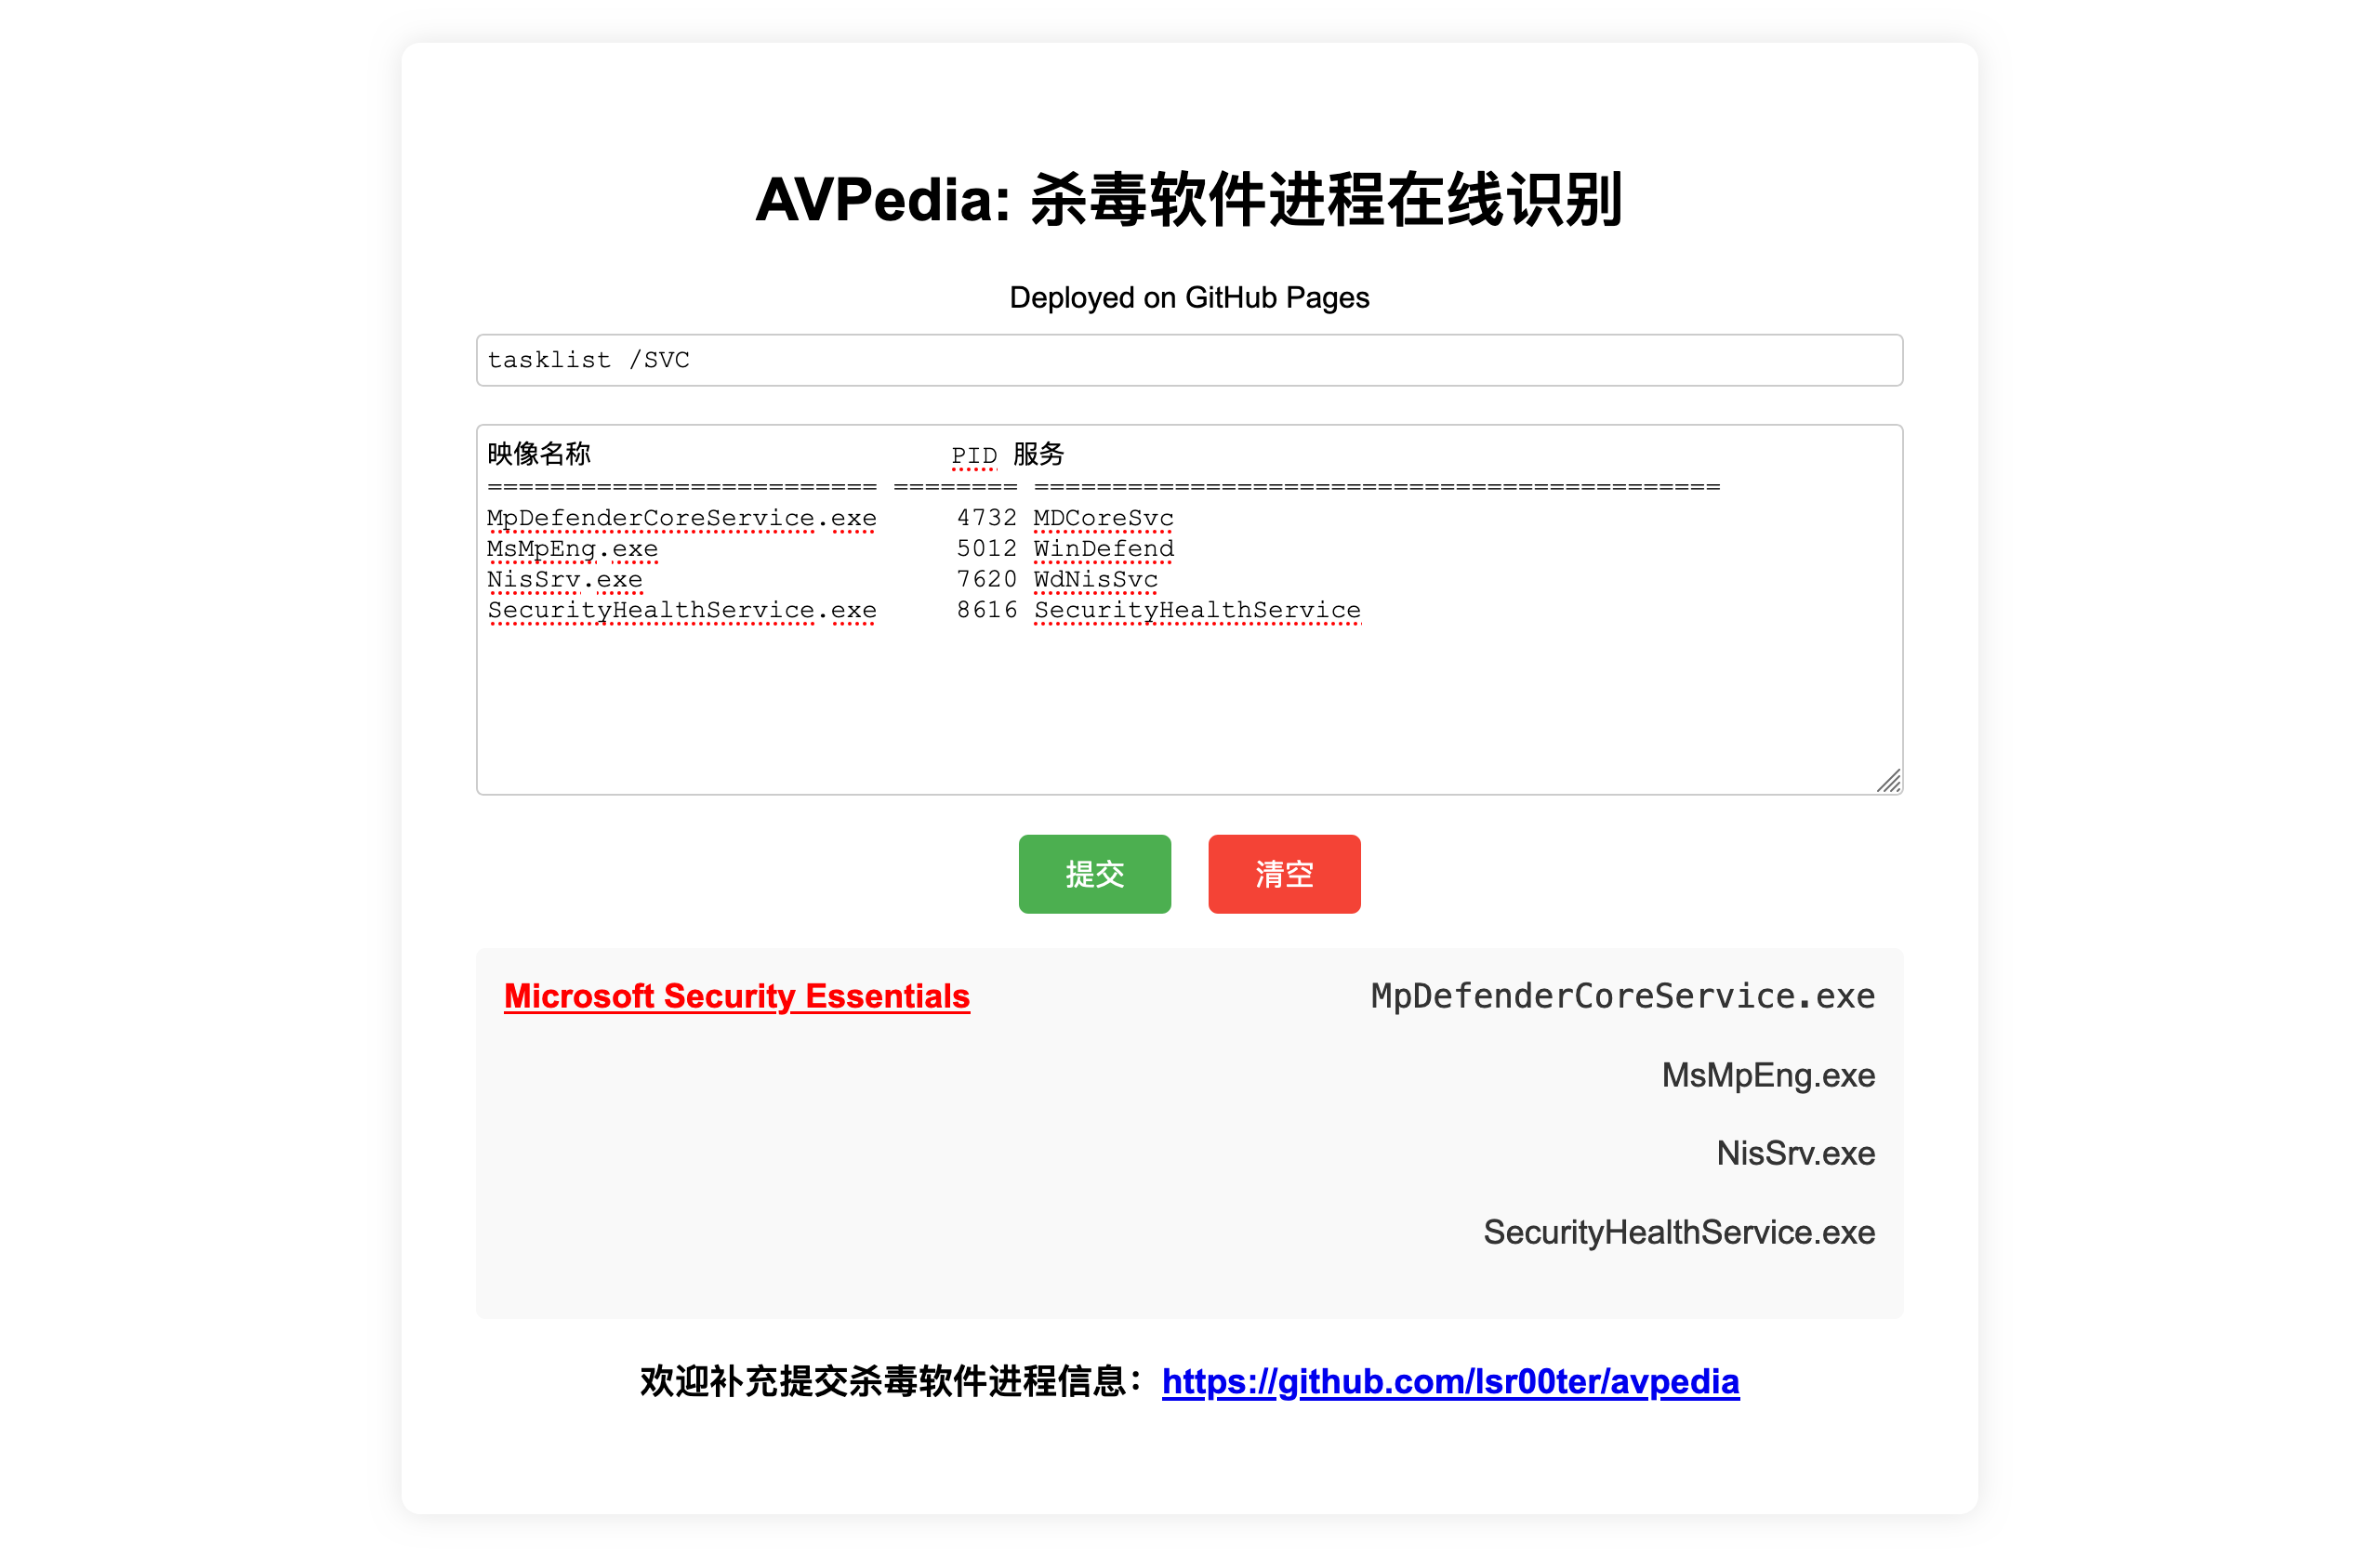 AVPedia: 杀毒软件进程在线识别
Deployed on GitHub Pages
tasklist /SVC
映像名称                       PID 服务
========================= ======== ============================================
MpDefenderCoreService.exe     4732 MDCoreSvc
MsMpEng.exe                   5012 WinDefend
NisSrv.exe                    7620 WdNisSvc
SecurityHealthService.exe     8616 SecurityHealthService
提交 清空
Microsoft Security Essentials MpDefenderCoreService.exe
MsMpEng.exe
NisSrv.exe
SecurityHealthService.exe
欢迎补充提交杀毒软件进程信息：https://github.com/lsr00ter/avpedia